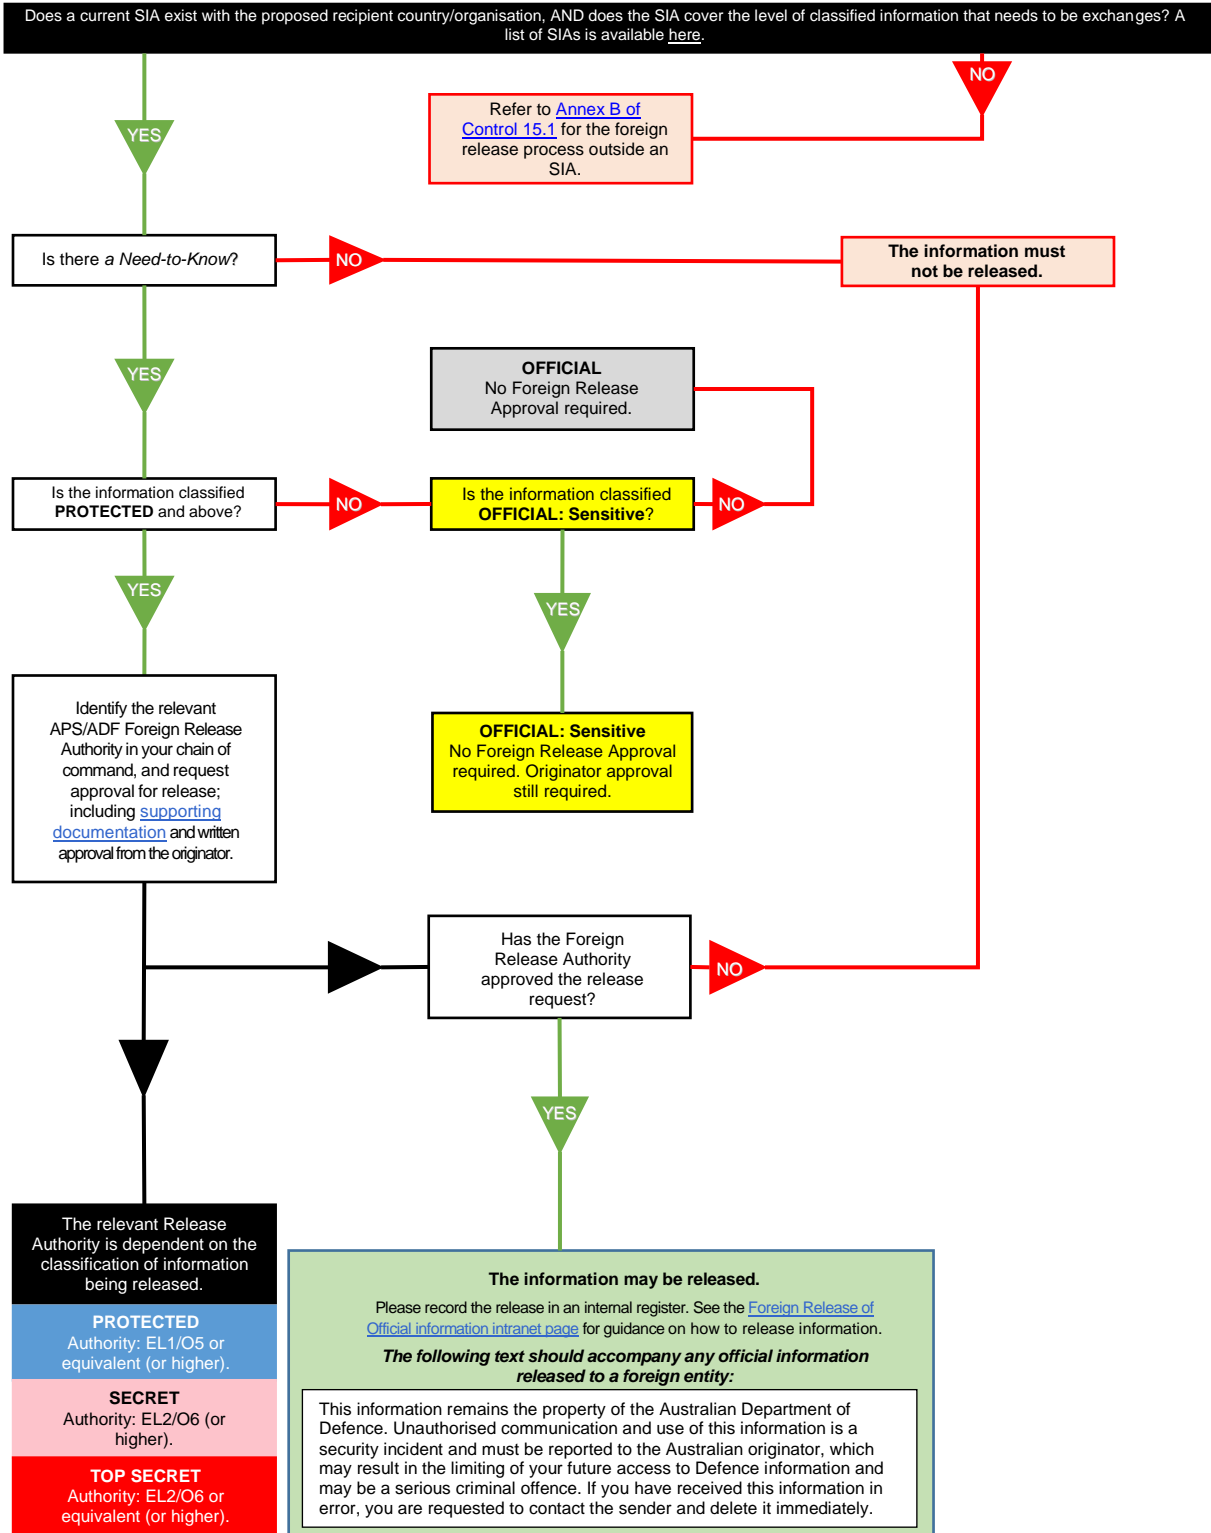 Does a current SIA exist with the proposed recipient country/organisation, AND does the SIA cover the level of classified information that needs to be exchanges? A
list of SIAs is available here.
NO
YES
Refer to Annex B of
Control 15.1 for the foreign
release process outside an
SIA.
Is there a Need-to-Know?
NO
The information must
not be released.
YES
OFFICIAL
No Foreign Release
Approval required.
Is the information classified
PROTECTED and above?
NO
Is the information classified
OFFICIAL: Sensitive?
NO
YES
YES
Identify the relevant
APS/ADF Foreign Release
Authority in your chain of
command, and request
approval for release;
including supporting
documentation and written
approval from the originator.
OFFICIAL: Sensitive
No Foreign Release Approval
required. Originator approval
still required.
Has the Foreign
Release Authority
approved the release
request?
NO
YES
The relevant Release
Authority is dependent on the
classification of information
being released.
PROTECTED
Authority: EL1/O5 or
equivalent (or higher).
SECRET
Authority: EL2/O6 (or
higher).
TOP SECRET
Authority: EL2/O6 or
equivalent (or higher).
The information may be released.
Please record the release in an internal register. See the Foreign Release of
Official information intranet page for guidance on how to release information.
The following text should accompany any official information
released to a foreign entity:
This information remains the property of the Australian Department of
Defence. Unauthorised communication and use of this information is a
security incident and must be reported to the Australian originator, which
may result in the limiting of your future access to Defence information and
may be a serious criminal offence. If you have received this information in
error, you are requested to contact the sender and delete it immediately.